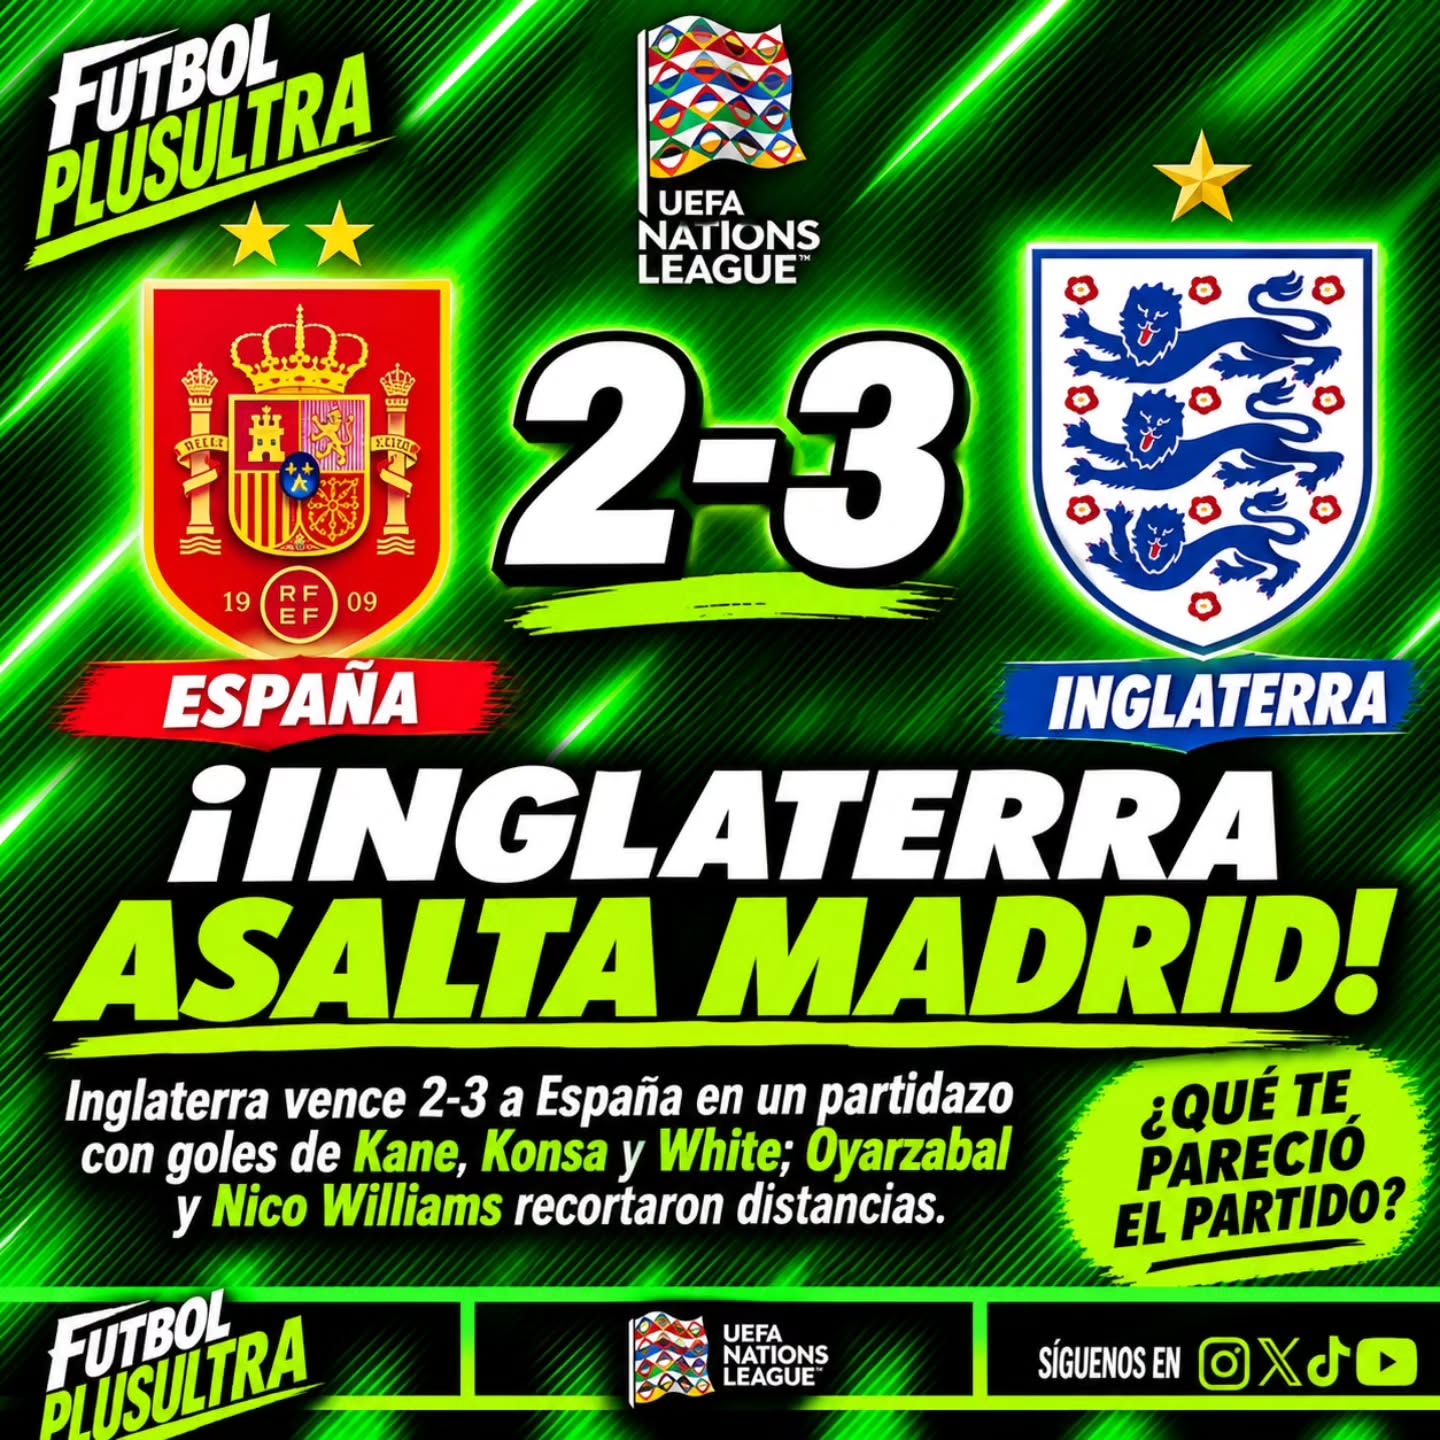 FUTBOL
PLUSULTRA
UEFA
NATIONS
LEAGUE™
2-3
19 RF EF 09
ESPAÑA
INGLATERRA
¡INGLATERRA
ASALTA MADRID!
Inglaterra vence 2-3 a España en un partidazo
con goles de Kane, Konsa y White; Oyarzabal
y Nico Williams recortaron distancias.
¿QUÉ TE
PARECIÓ
EL PARTIDO?
FUTBOL
PLUSULTRA
UEFA
NATIONS
LEAGUE™
SÍGUENOS EN